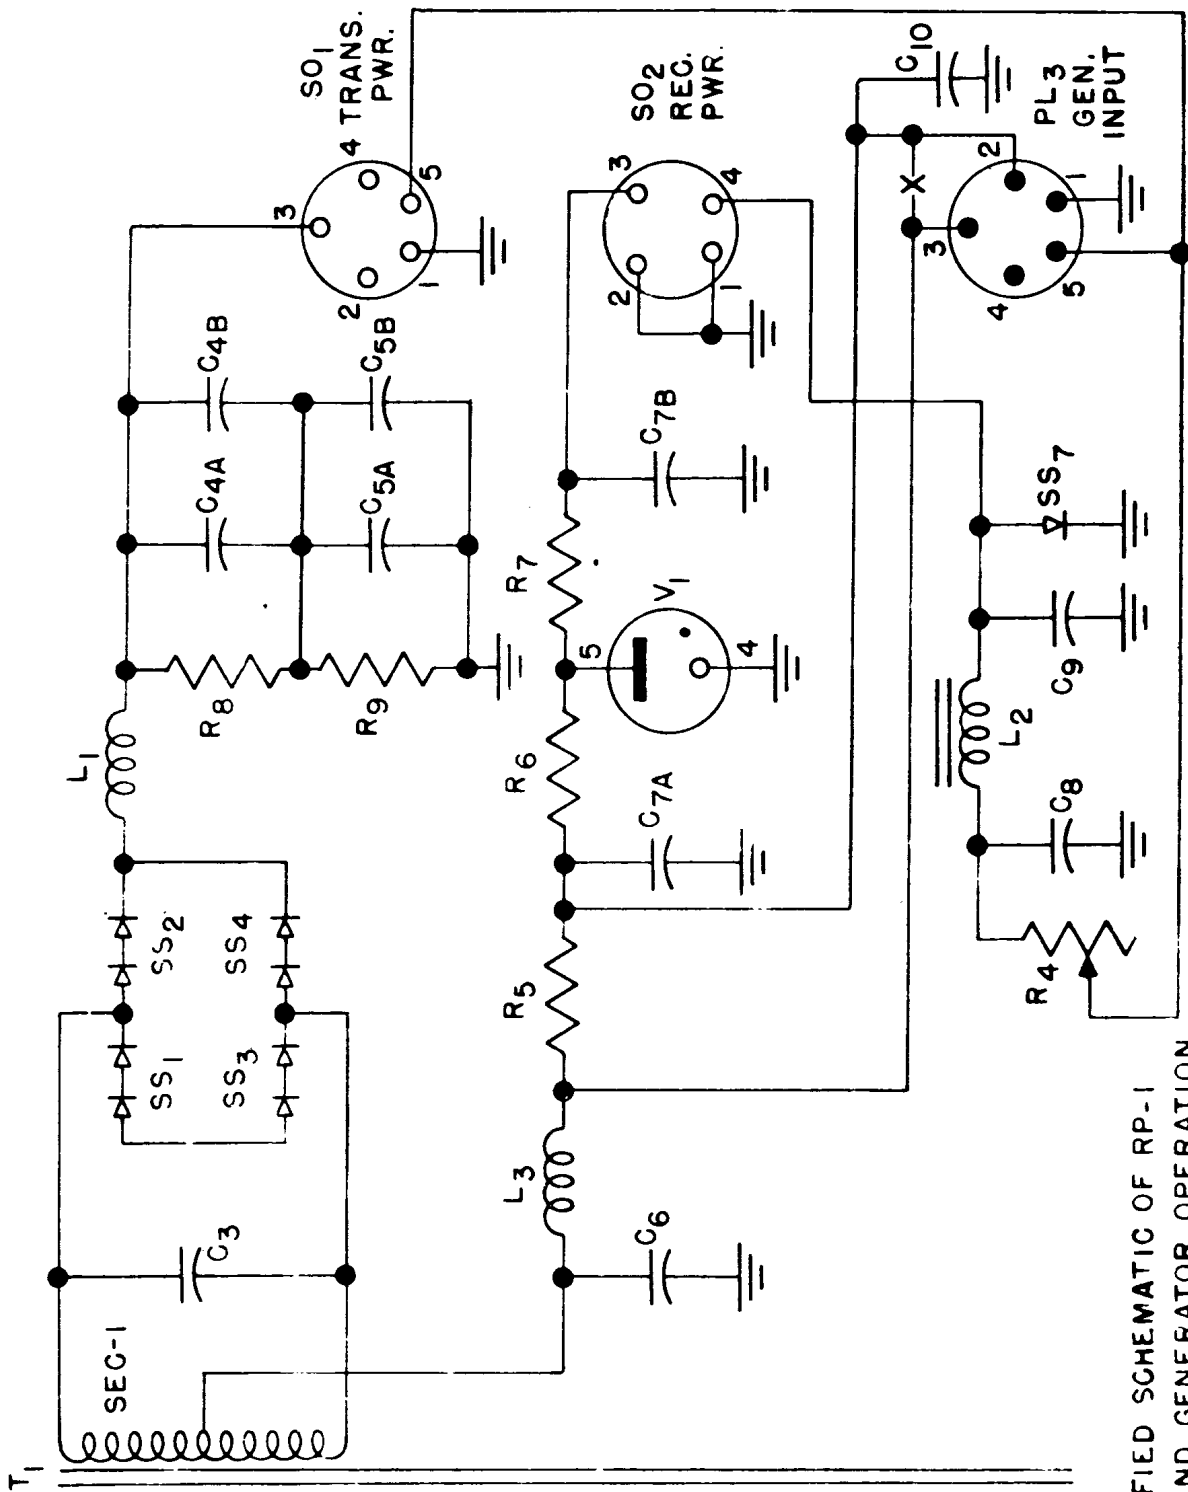 T1
SEC-1
C3
SS1
SS2
SS3
SS4
L1
R8
R9
C4A
C4B
C5A
C5B
SO1
4 TRANS.
PWR.
3
2
1
5
L3
C6
R5
C7A
R6
5
V1
4
R7
C7B
SO2
REC.
PWR.
3
2
1
4
C10
X
PL3
GEN.
INPUT
3
2
4
5
1
R4
C8
L2
C9
SS7
FIED SCHEMATIC OF RP-1
ND GENERATOR OPERATION